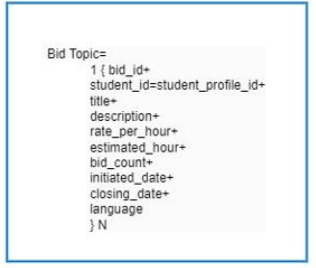 Bid Topic=
1 { bid_id+
student_id=student_profile_id+
title+
description+
rate_per_hour+
estimated_hour+
bid_count+
initiated_date+
closing_date+
language
} N